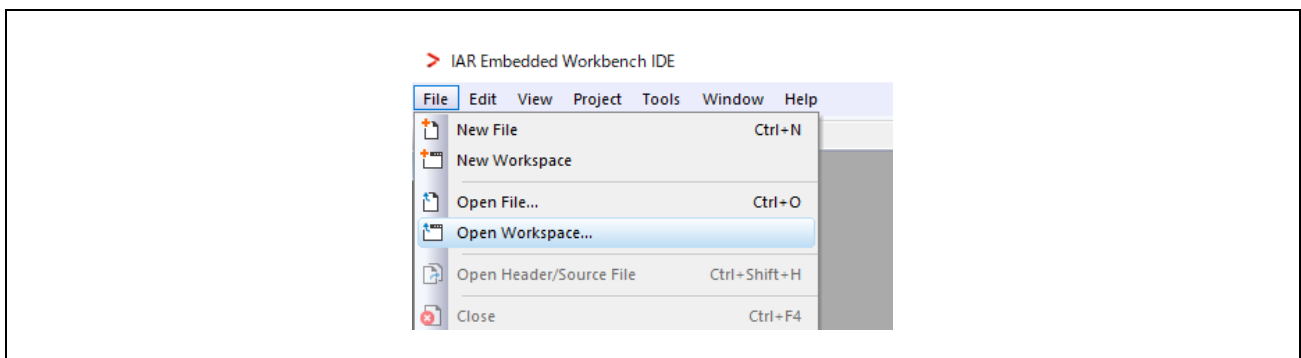 IAR Embedded Workbench IDE
File Edit View Project Tools Window Help
New File Ctrl+N
New Workspace
Open File... Ctrl+O
Open Workspace...
Open Header/Source File Ctrl+Shift+H
Close Ctrl+F4